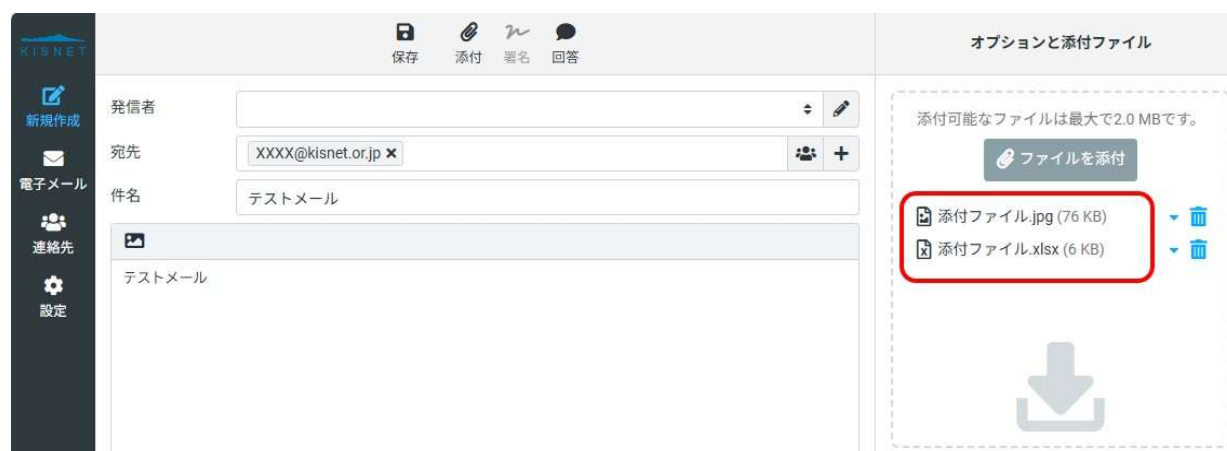 KISNET
新規作成
電子メール
連絡先
設定
保存
添付
署名
回答
発信者
宛先
XXXX@kisnet.or.jp
件名
テストメール
テストメール
オプションと添付ファイル
添付可能なファイルは最大で2.0 MBです。
ファイルを添付
添付ファイル.jpg (76 KB)
添付ファイル.xlsx (6 KB)